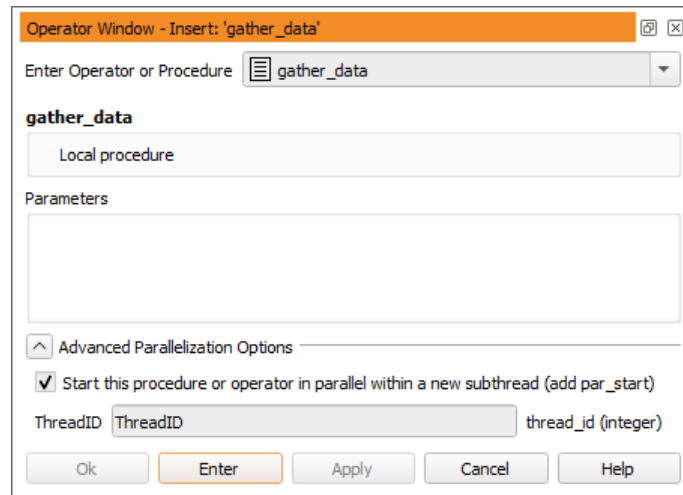 Operator Window - Insert: 'gather_data'
Enter Operator or Procedure gather_data
gather_data
Local procedure
Parameters
Advanced Parallelization Options
Start this procedure or operator in parallel within a new subthread (add par_start)
ThreadID ThreadID thread_id (integer)
Ok Enter Apply Cancel Help